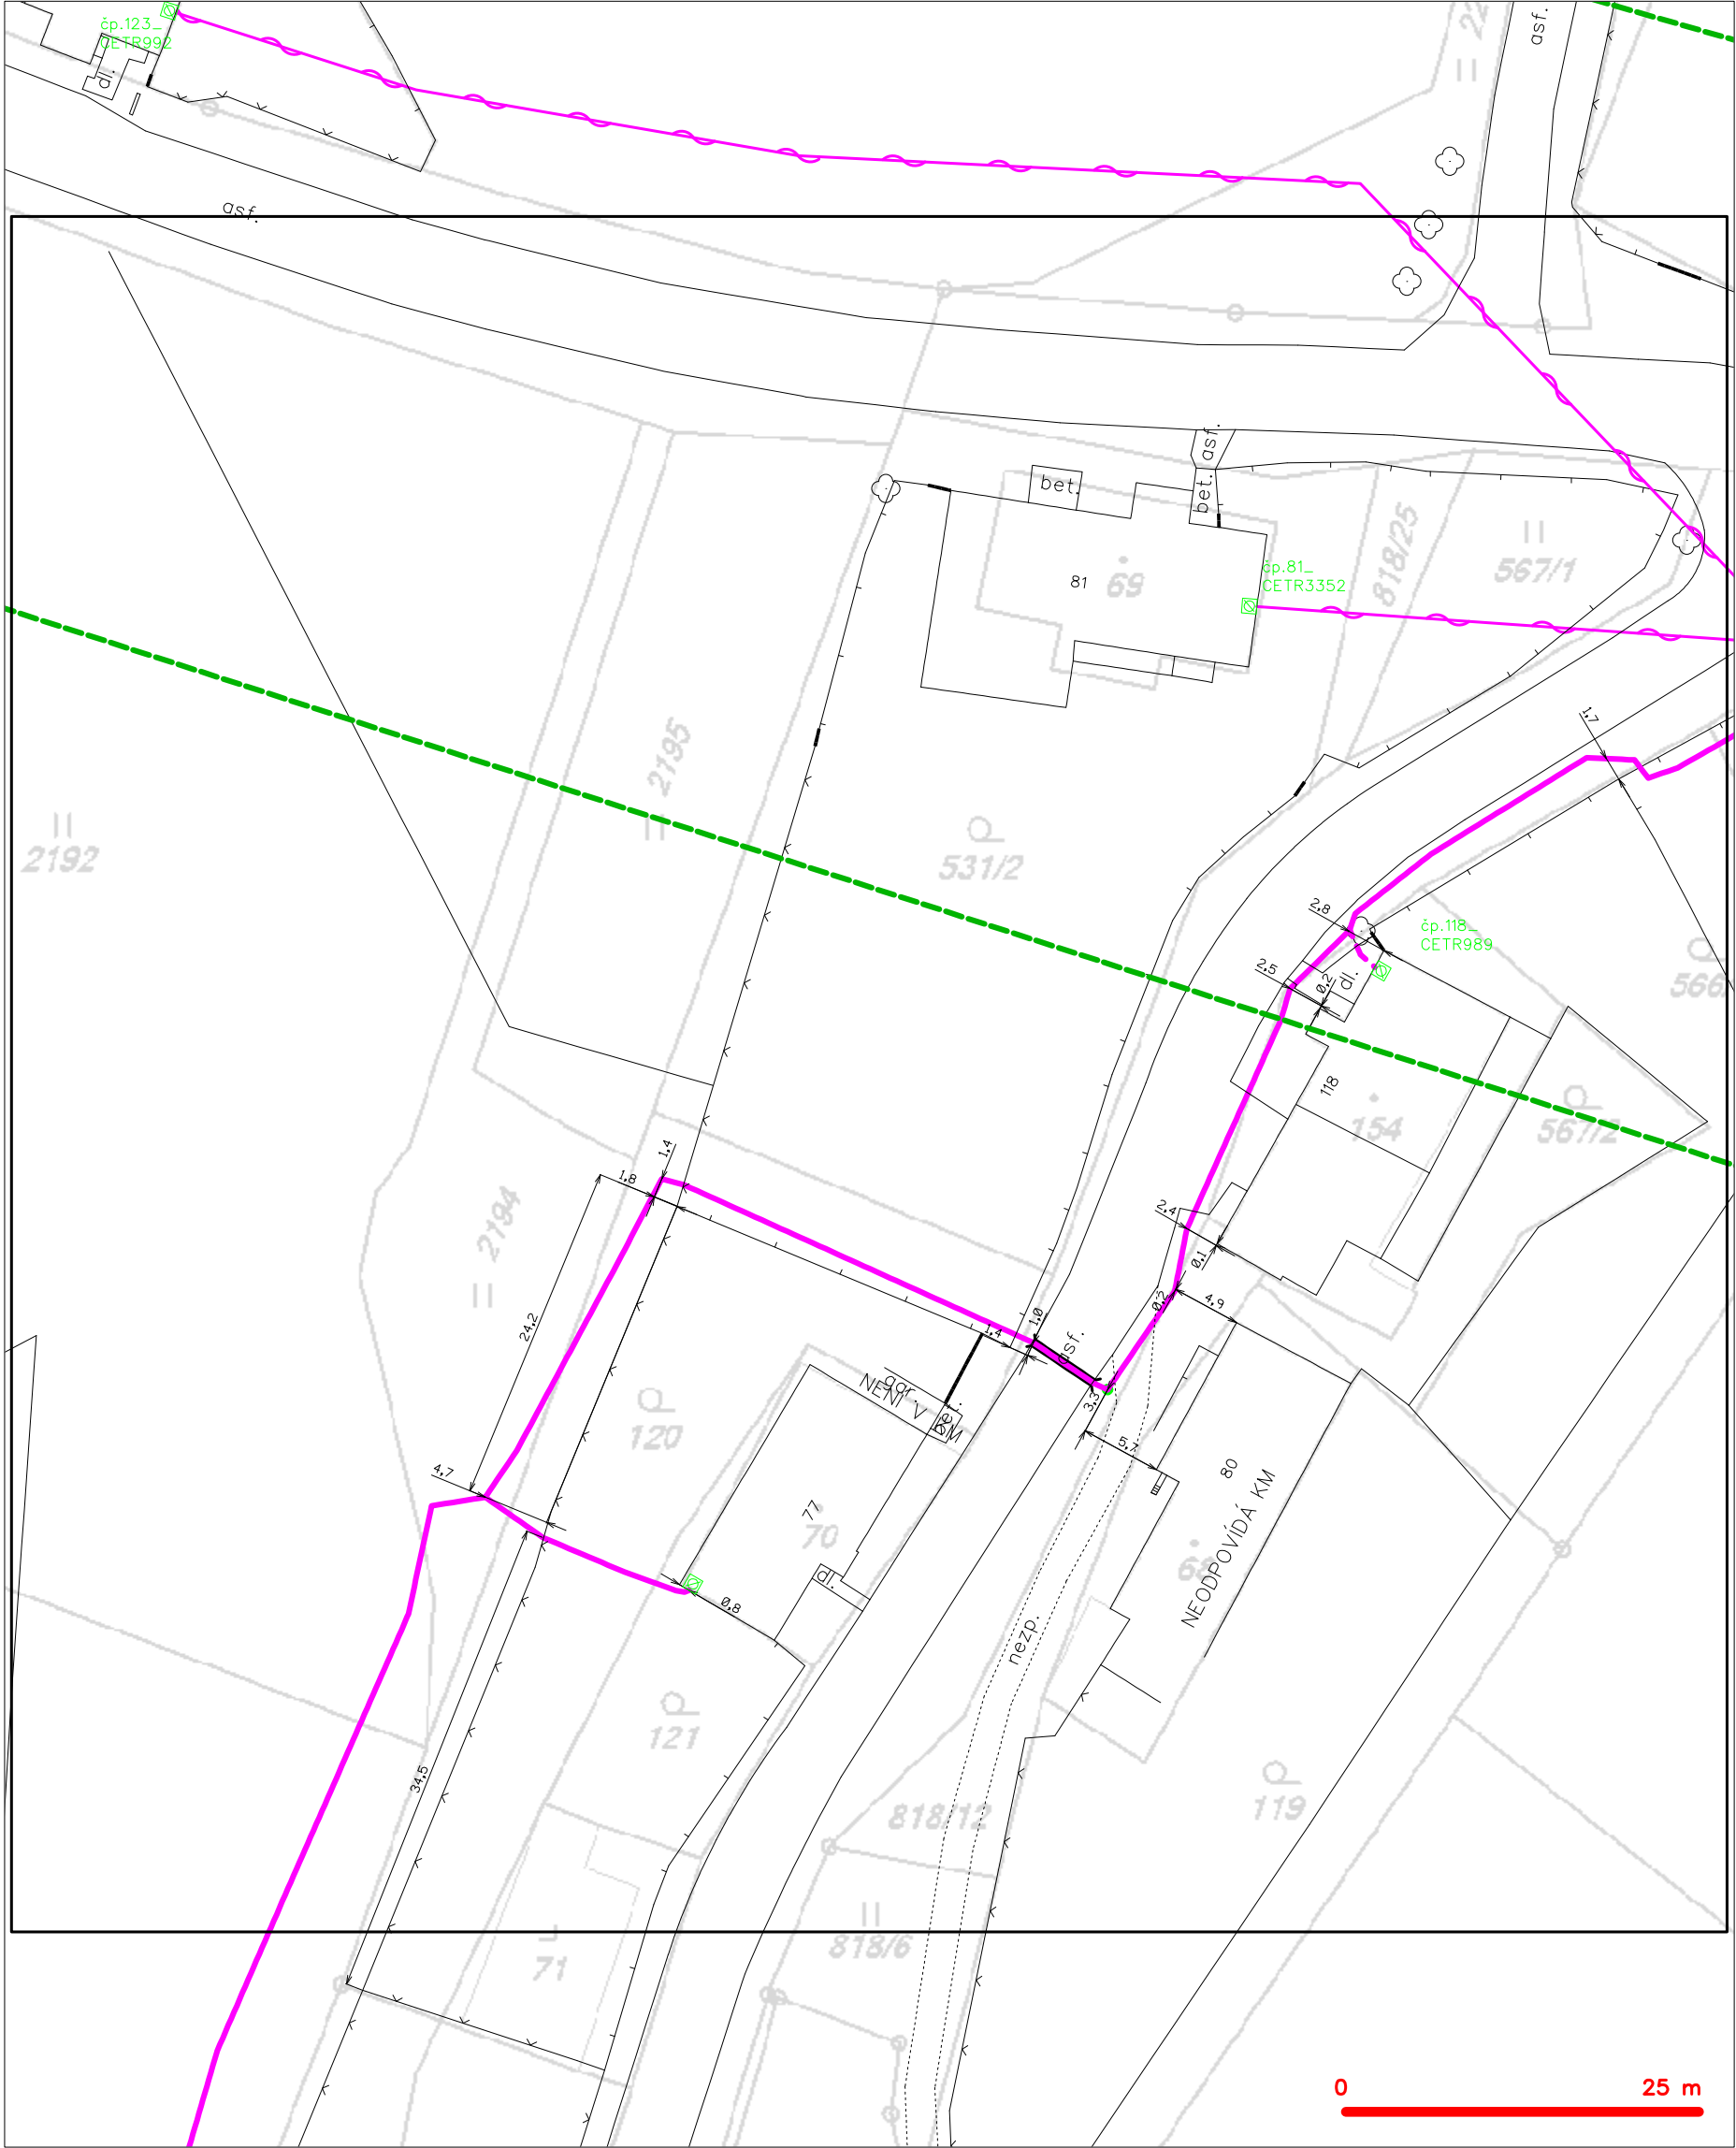 čp.123_
CETR992
dl.
asf.
asf.
22
bet.
bet.
asf.
81
69
čp.81_
CETR3352
818/25
567/1
1,7
2195
2192
531/2
2,8
čp.118_
CETR989
2,5
0,2
dl.
566
118
154
567/2
1,4
1,8
2194
2,4
0,1
24,2
0,2
4,9
1,0
1,4
asf.
3,3
5,7
gar.
NENÍ V KM
120
4,7
77
70
80
NEODPOVÍDÁ KM
68
dl.
0,8
nezp.
121
34,5
818/12
119
818/6
71
0
25 m